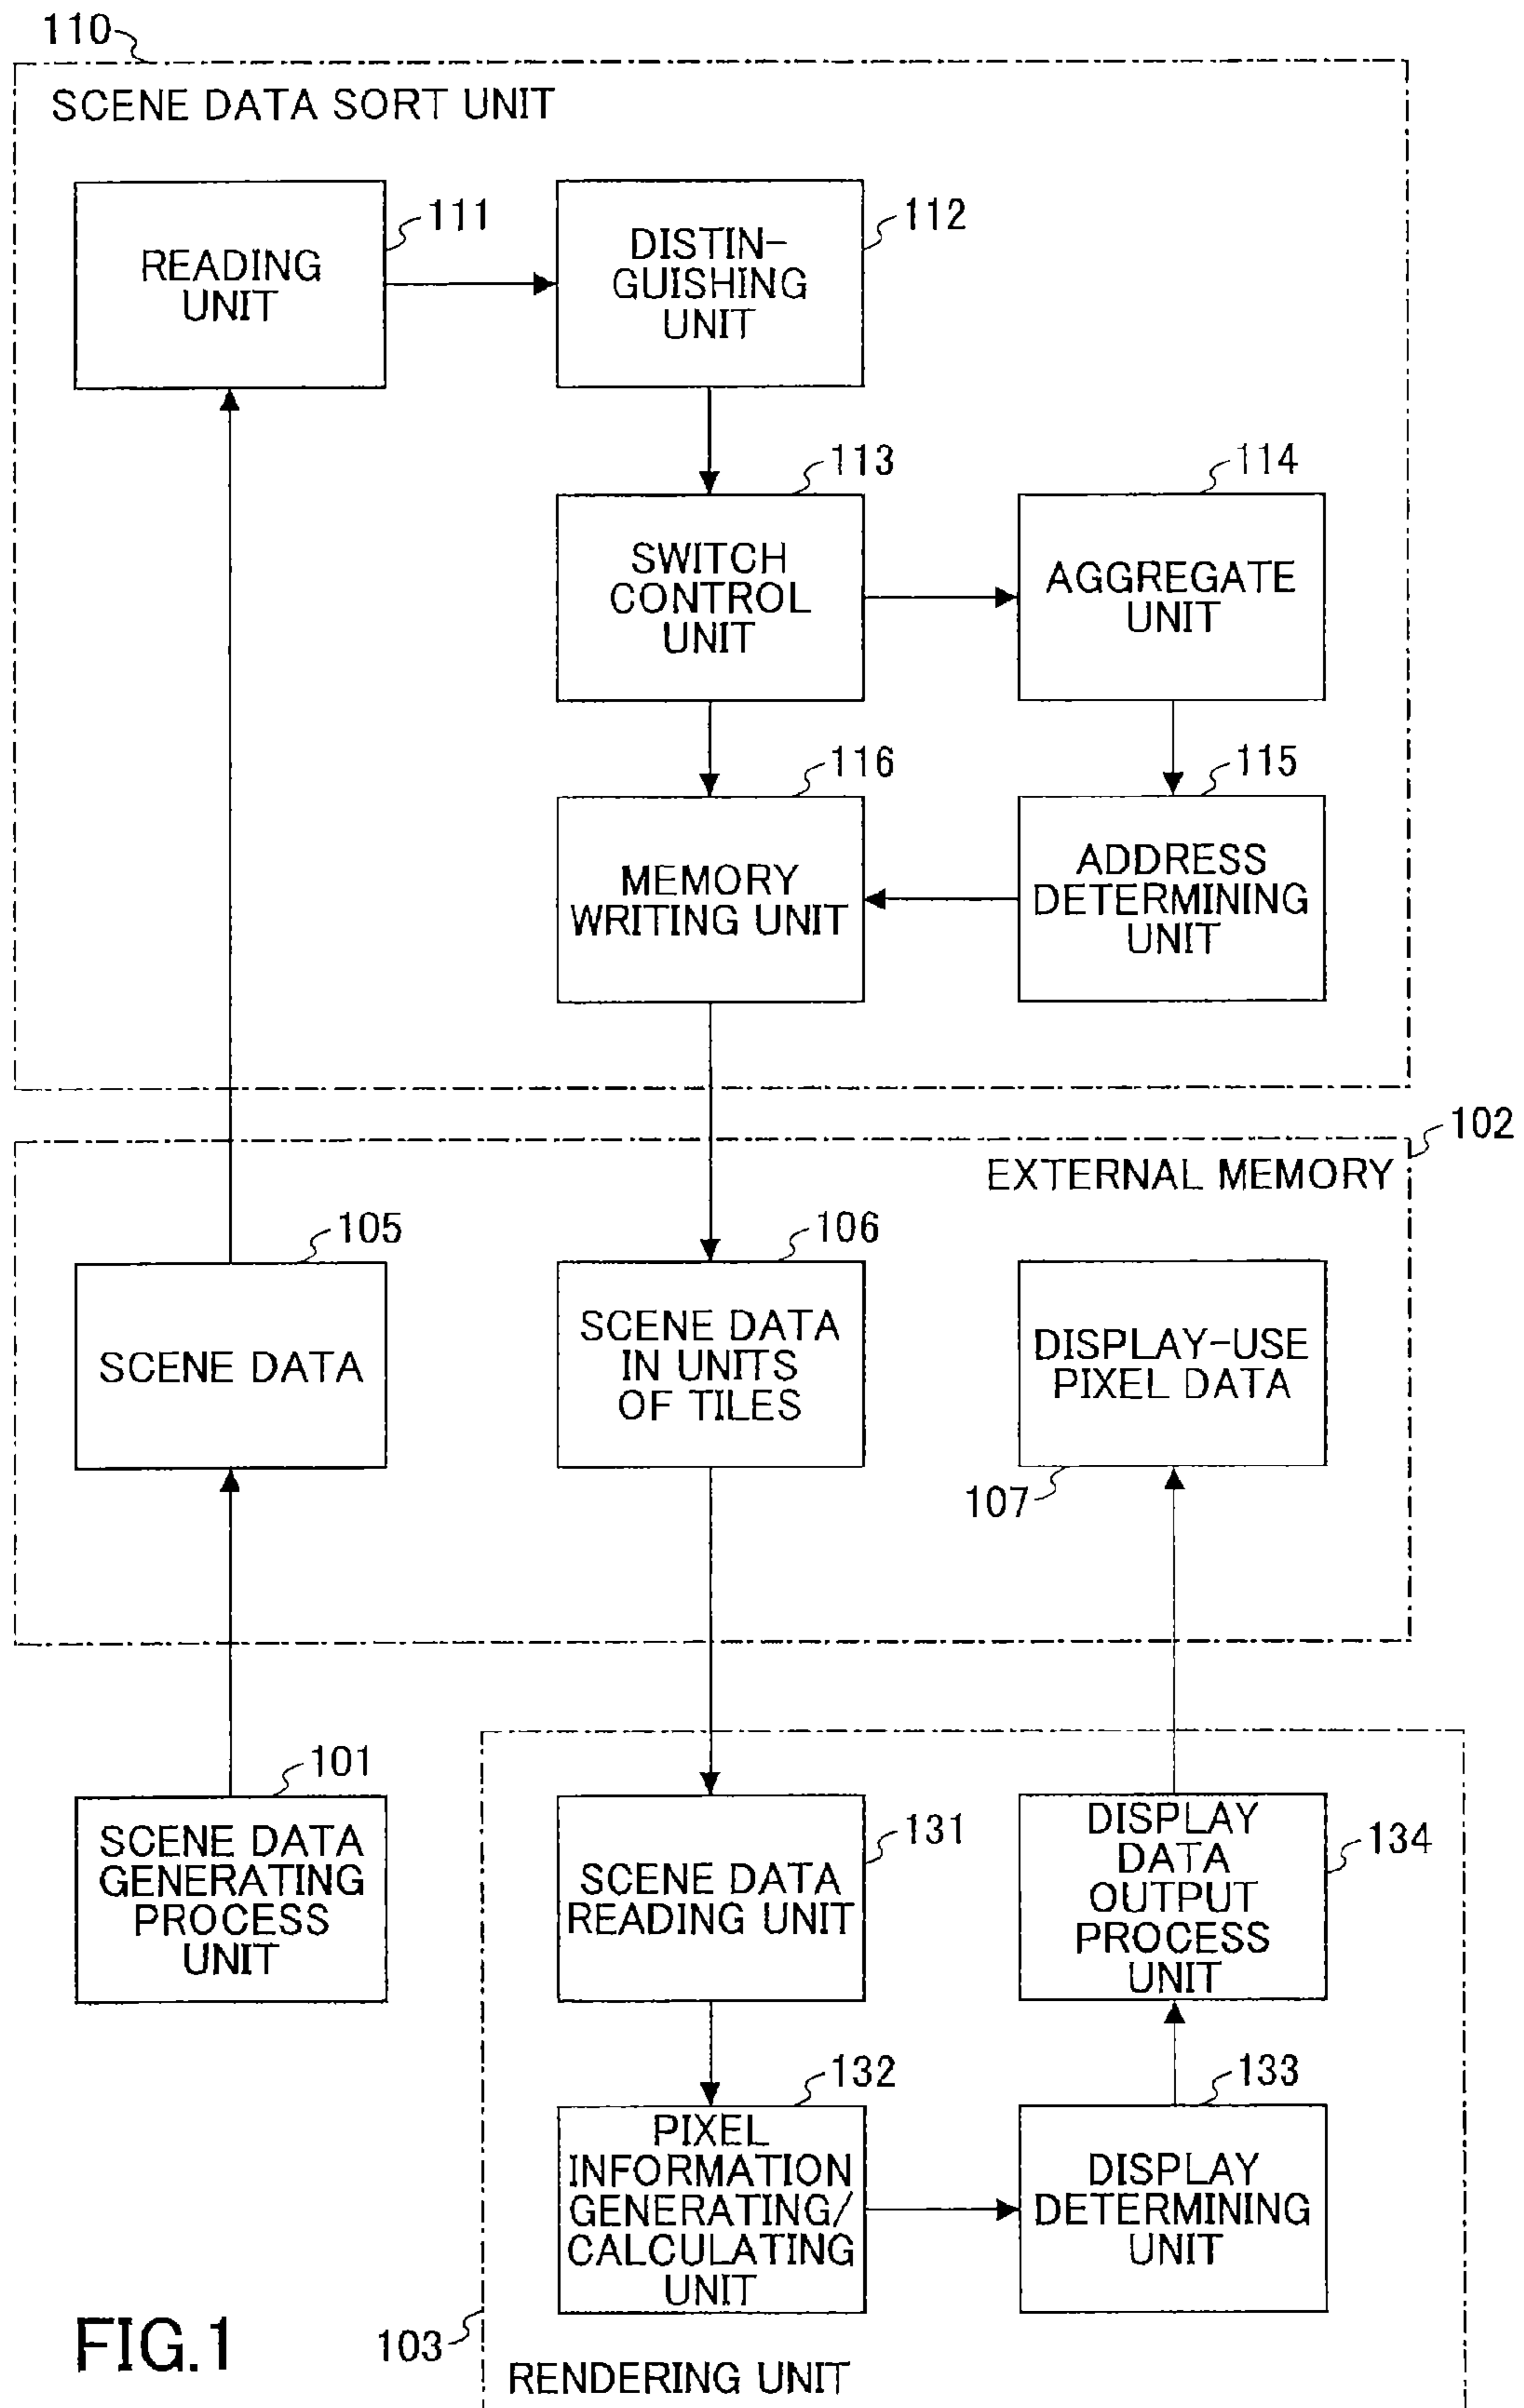 110
SCENE DATA SORT UNIT
READING
UNIT
111
DISTIN-
GUISHING
UNIT
112
113
SWITCH
CONTROL
UNIT
114
AGGREGATE
UNIT
116
MEMORY
WRITING UNIT
115
ADDRESS
DETERMINING
UNIT
102
EXTERNAL MEMORY
105
SCENE DATA
106
SCENE DATA
IN UNITS
OF TILES
DISPLAY-USE
PIXEL DATA
107
101
SCENE DATA
GENERATING
PROCESS
UNIT
131
SCENE DATA
READING UNIT
DISPLAY
DATA
OUTPUT
PROCESS
UNIT
134
132
PIXEL
INFORMATION
GENERATING/
CALCULATING
UNIT
133
DISPLAY
DETERMINING
UNIT
103
RENDERING UNIT
FIG.1